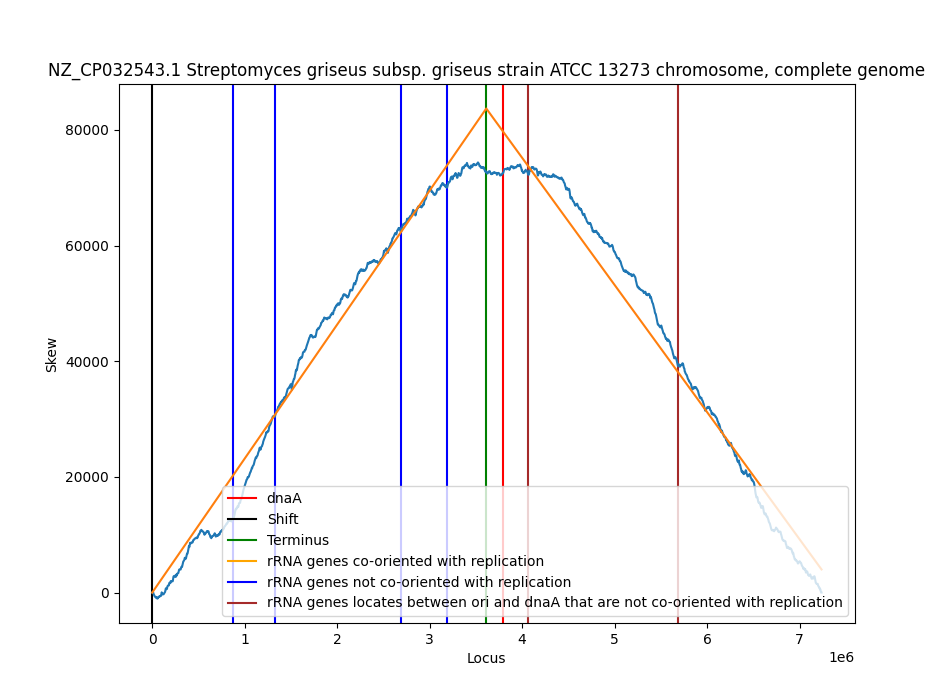 NZ_CP032543.1 Streptomyces griseus subsp. griseus strain ATCC 13273 chromosome, complete genome
80000
60000
40000
20000
0
Skew
dnaA
Shift
Terminus
rRNA genes co-oriented with replication
rRNA genes not co-oriented with replication
rRNA genes locates between ori and dnaA that are not co-oriented with replication
0 1 2 3 4 5 6 7
1e6
Locus